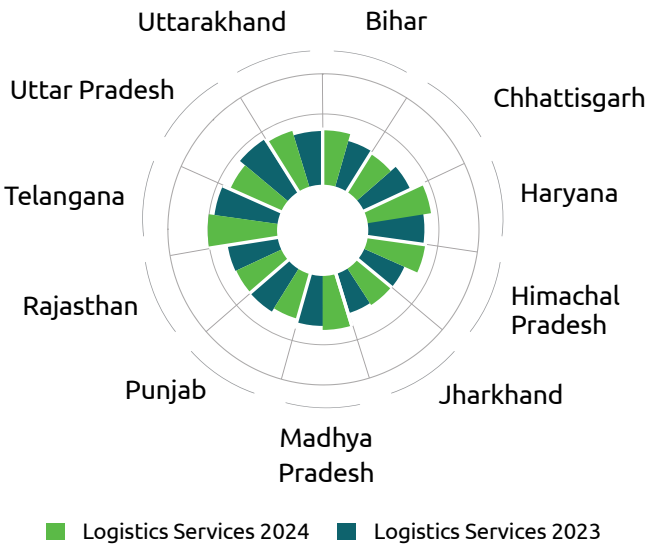 Uttarakhand
Bihar
Uttar Pradesh
Chhattisgarh
Telangana
Haryana
Rajasthan
Himachal
Pradesh
Punjab
Jharkhand
Madhya
Pradesh
Logistics Services 2024
Logistics Services 2023